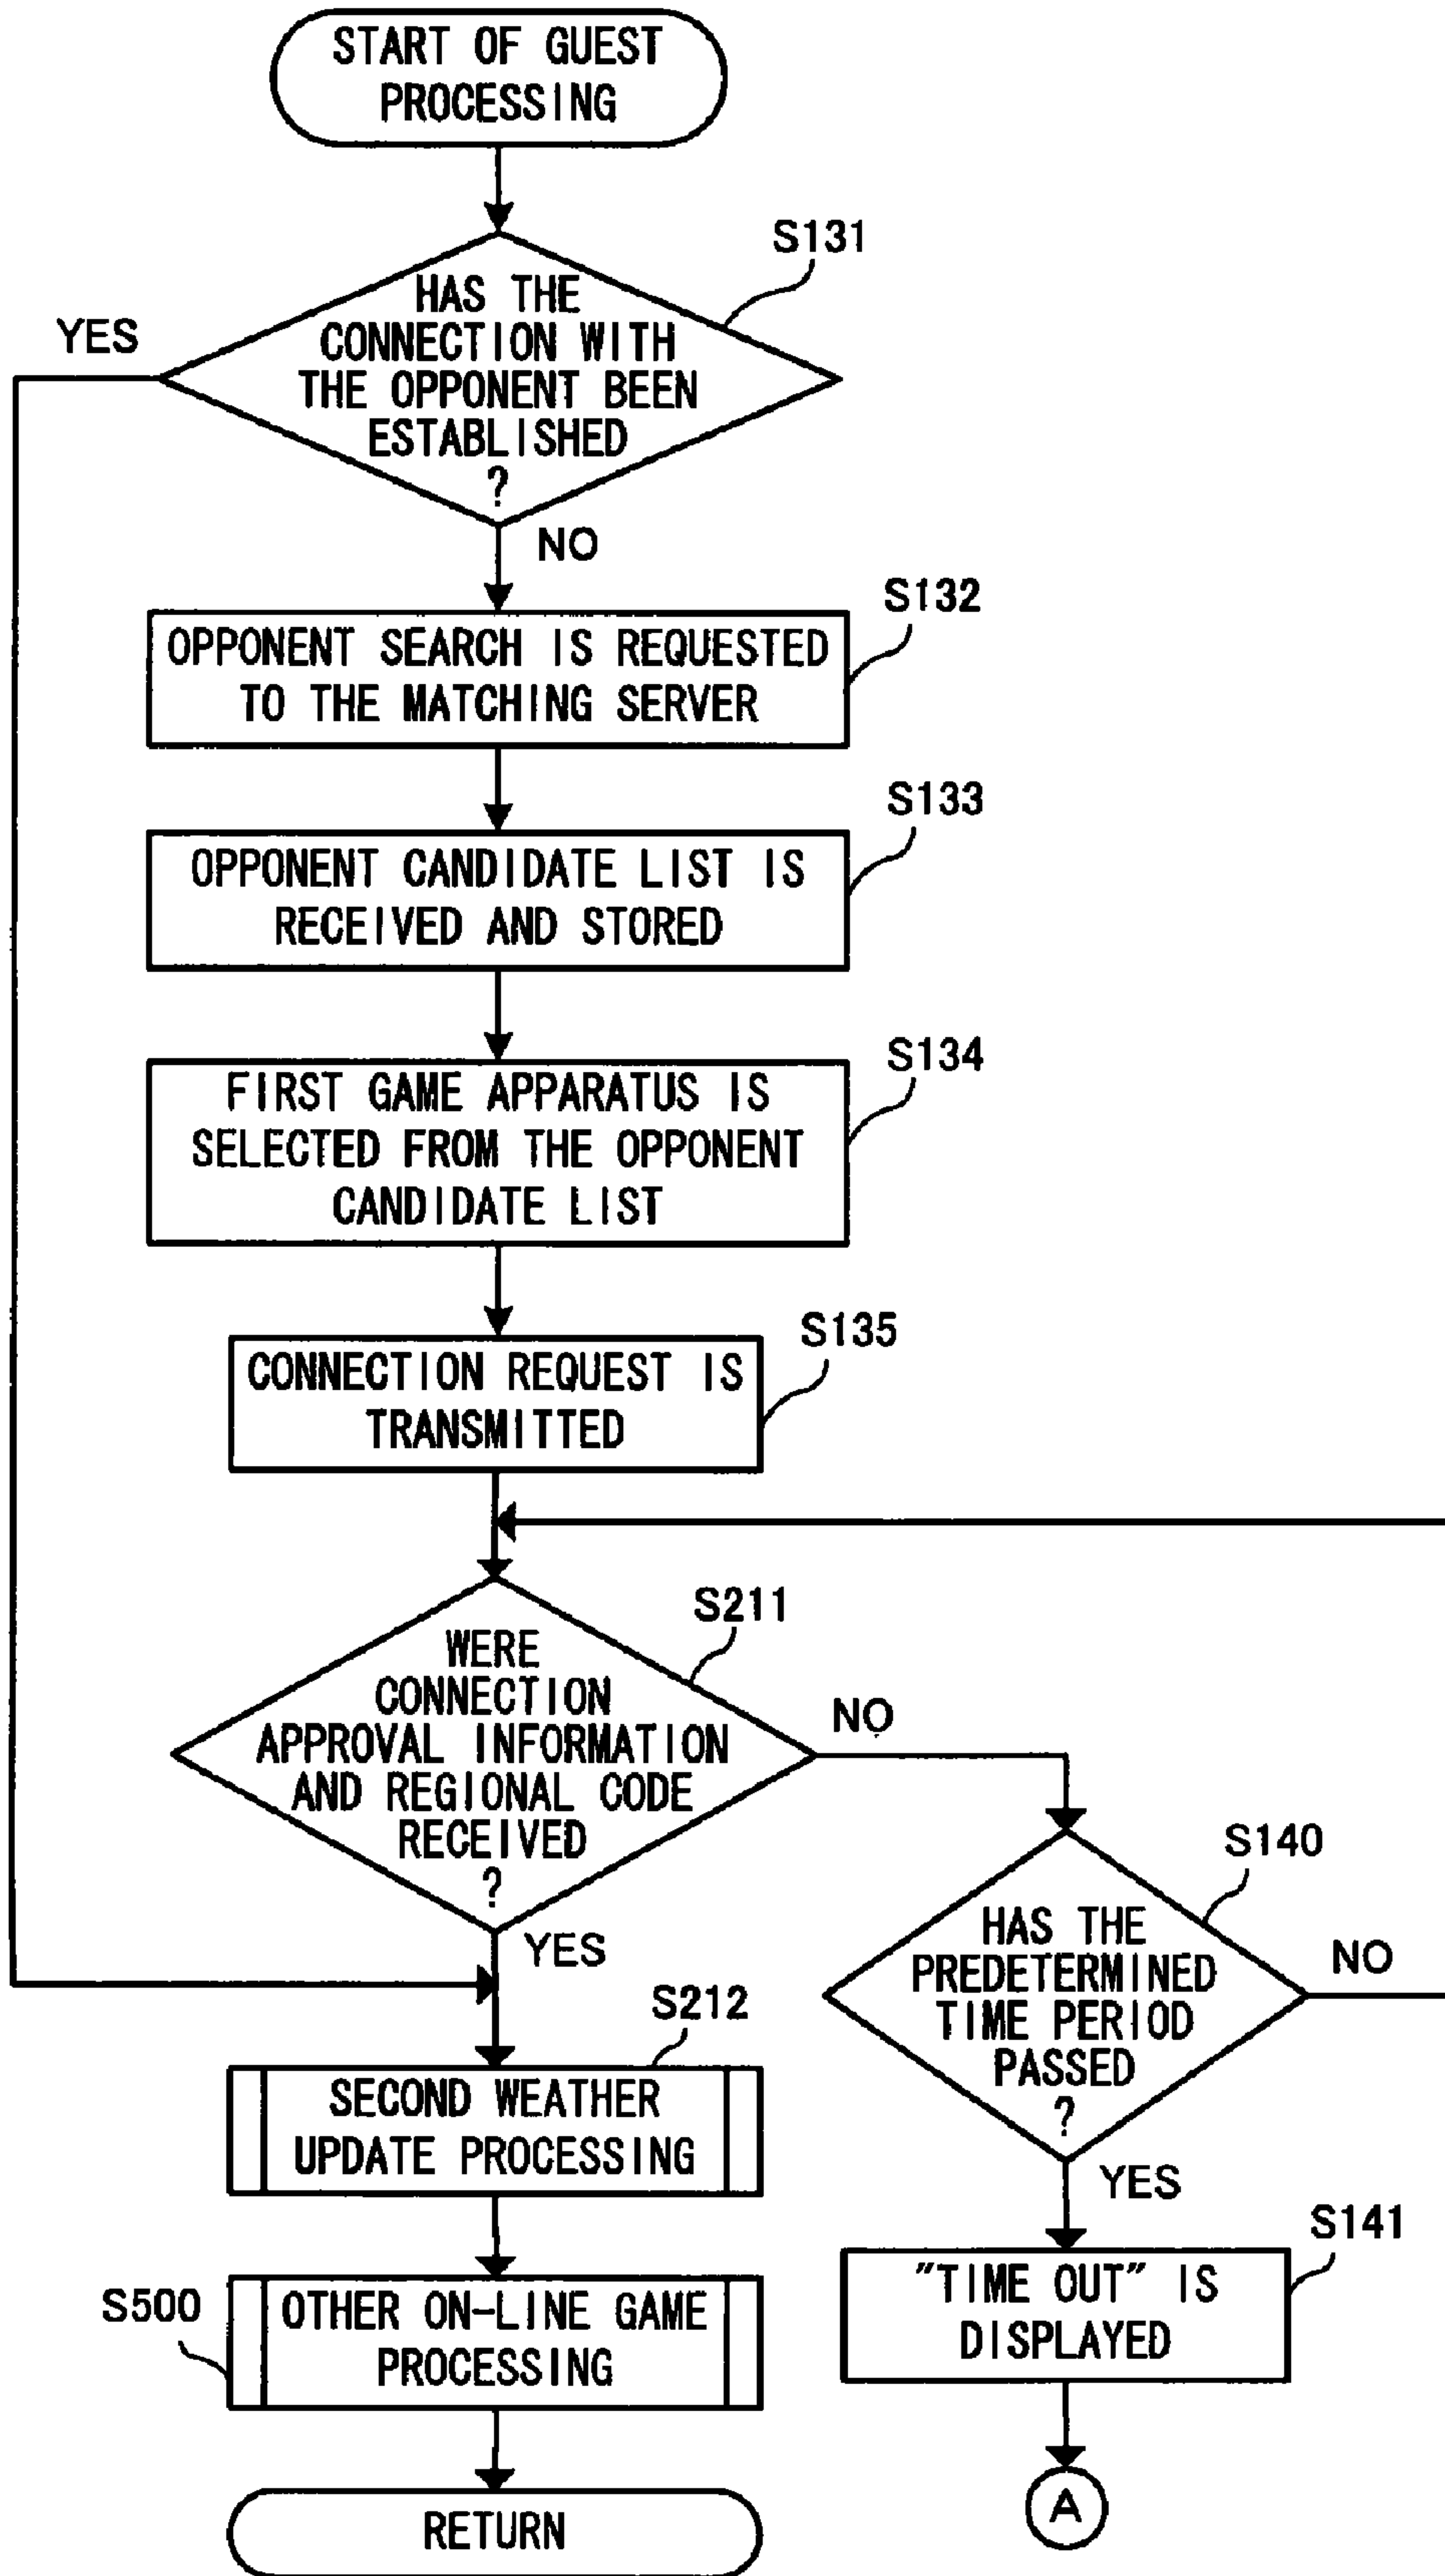 START OF GUEST
PROCESSING
S131
HAS THE
CONNECTION WITH
THE OPPONENT BEEN
ESTABLISHED
?
YES
NO
S132
OPPONENT SEARCH IS REQUESTED
TO THE MATCHING SERVER
S133
OPPONENT CANDIDATE LIST IS
RECEIVED AND STORED
S134
FIRST GAME APPARATUS IS
SELECTED FROM THE OPPONENT
CANDIDATE LIST
S135
CONNECTION REQUEST IS
TRANSMITTED
S211
WERE
CONNECTION
APPROVAL INFORMATION
AND REGIONAL CODE
RECEIVED
?
NO
YES
S140
HAS THE
PREDETERMINED
TIME PERIOD
PASSED
?
NO
YES
S212
SECOND WEATHER
UPDATE PROCESSING
S141
"TIME OUT" IS
DISPLAYED
S500
OTHER ON-LINE GAME
PROCESSING
RETURN
A